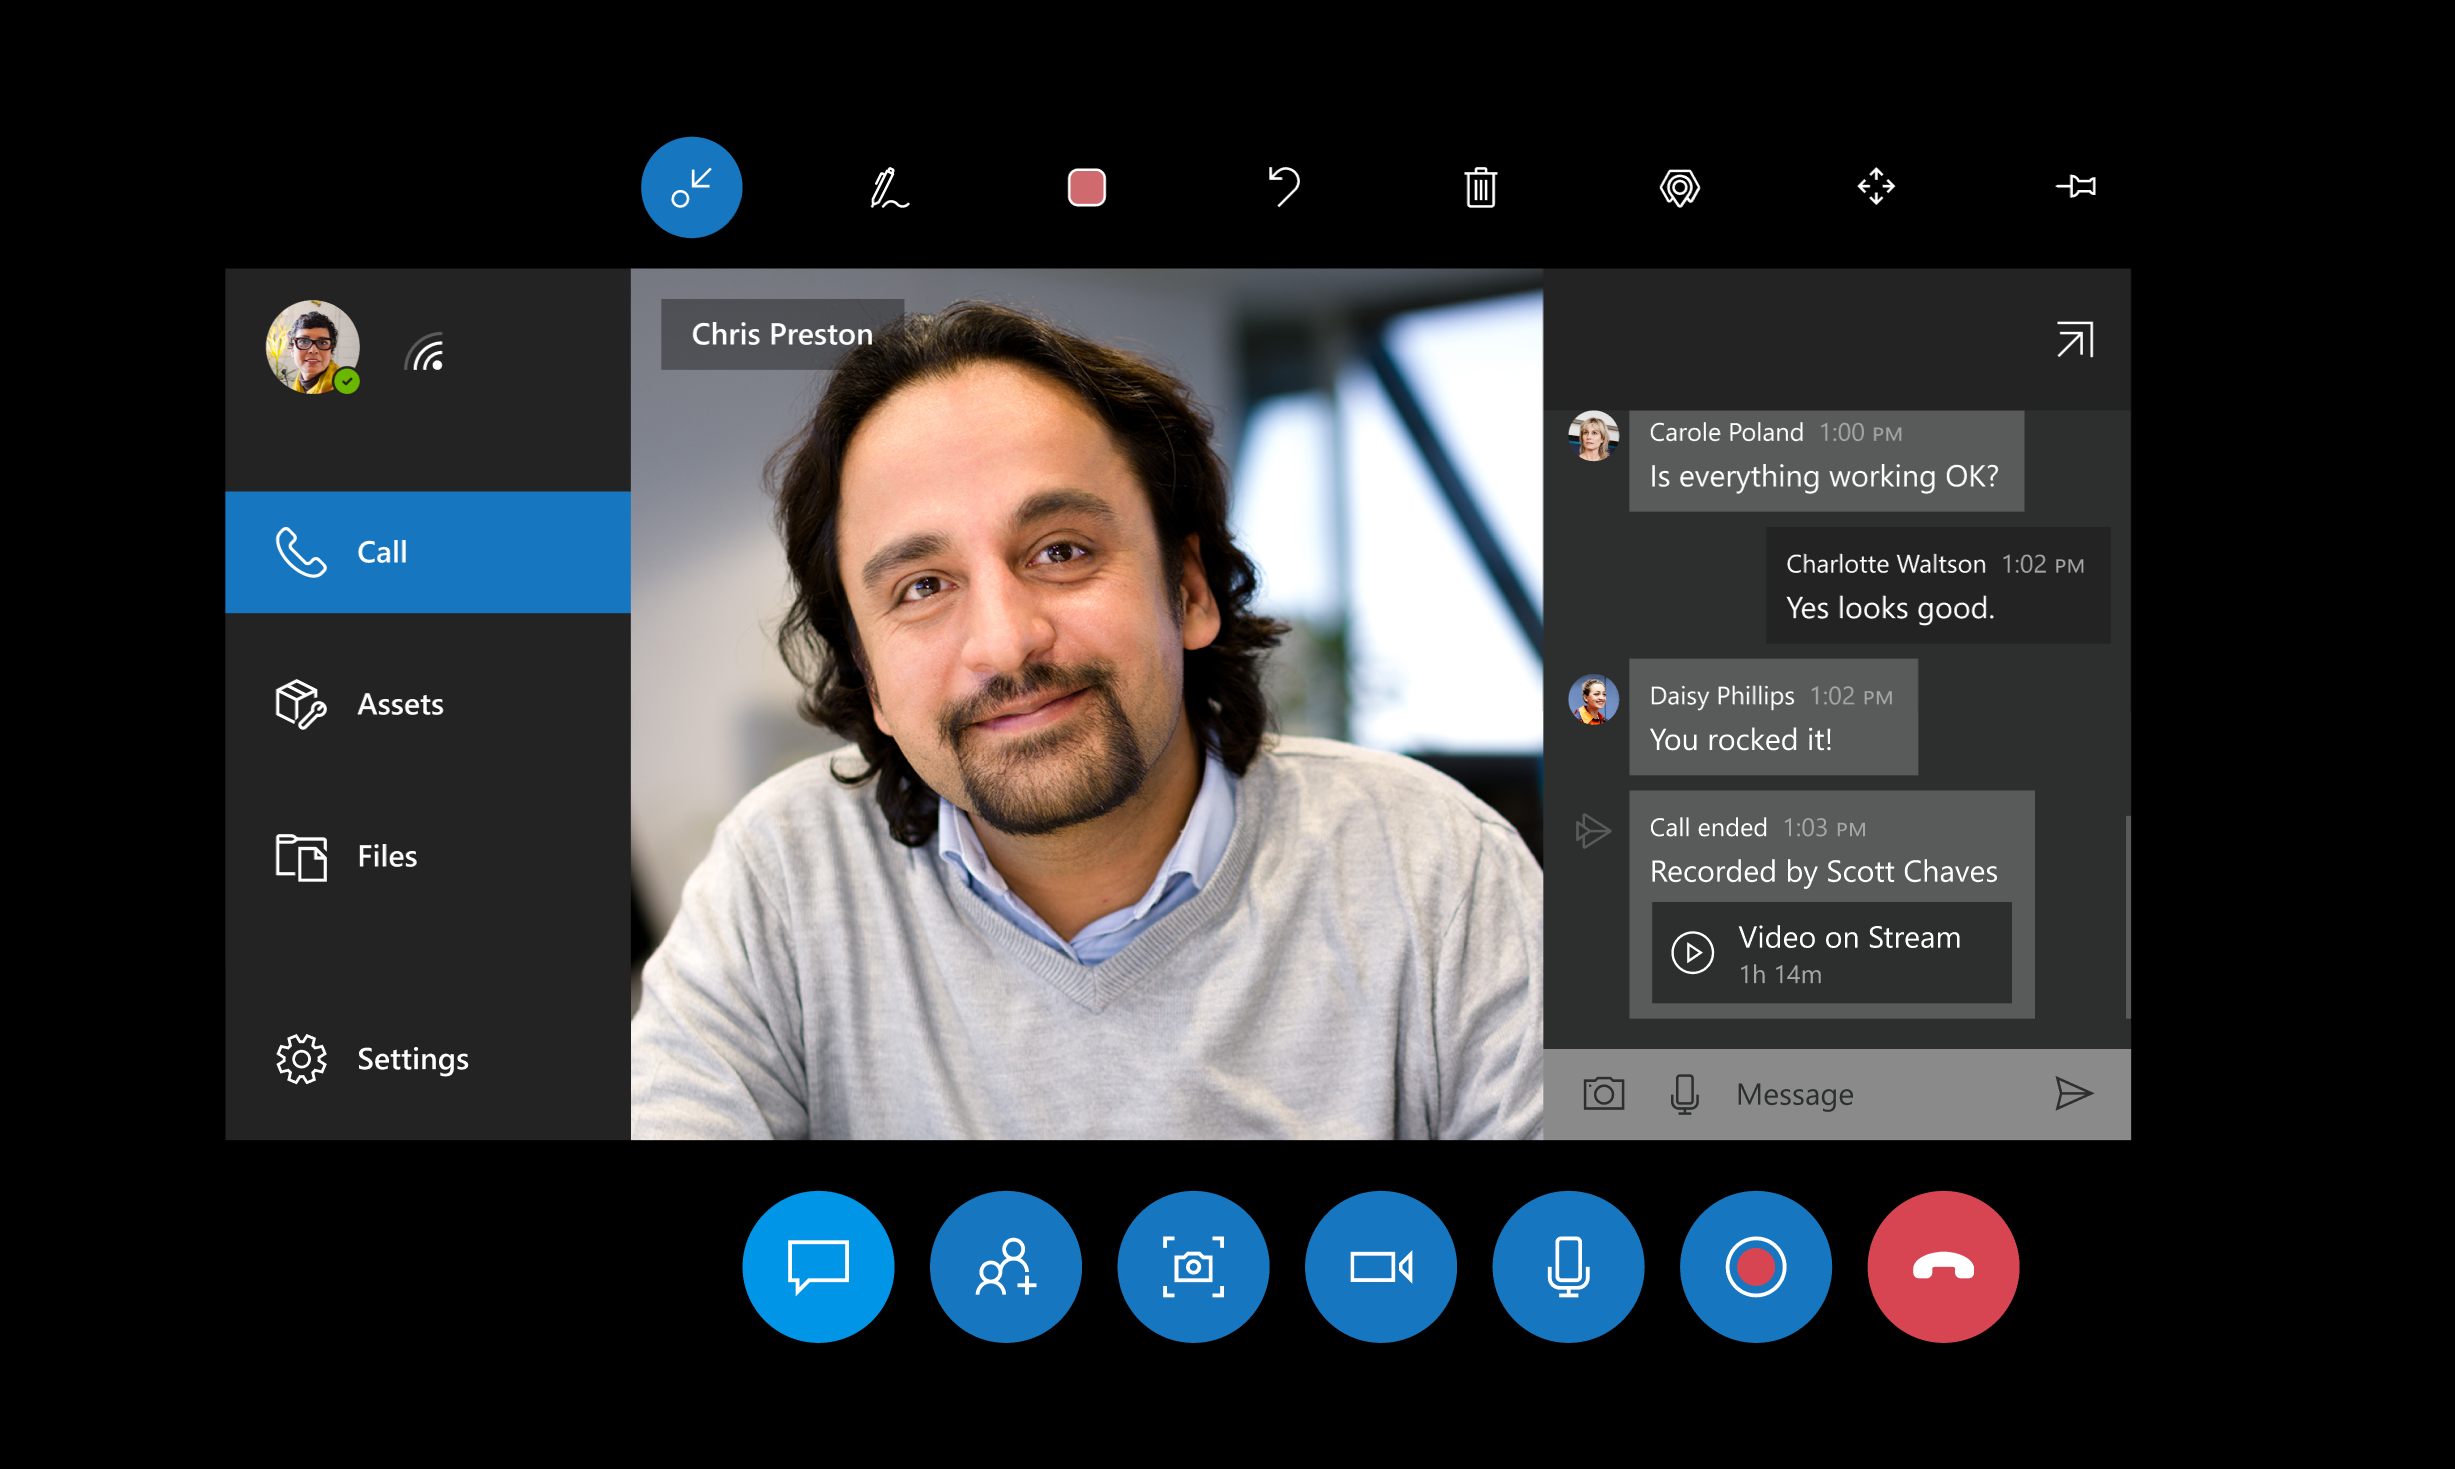 Chris Preston
Call
Assets
Files
Settings
Carole Poland 1:00 PM
Is everything working OK?
Charlotte Waltson 1:02 PM
Yes looks good.
Daisy Phillips 1:02 PM
You rocked it!
Call ended 1:03 PM
Recorded by Scott Chaves
Video on Stream
1h 14m
Message